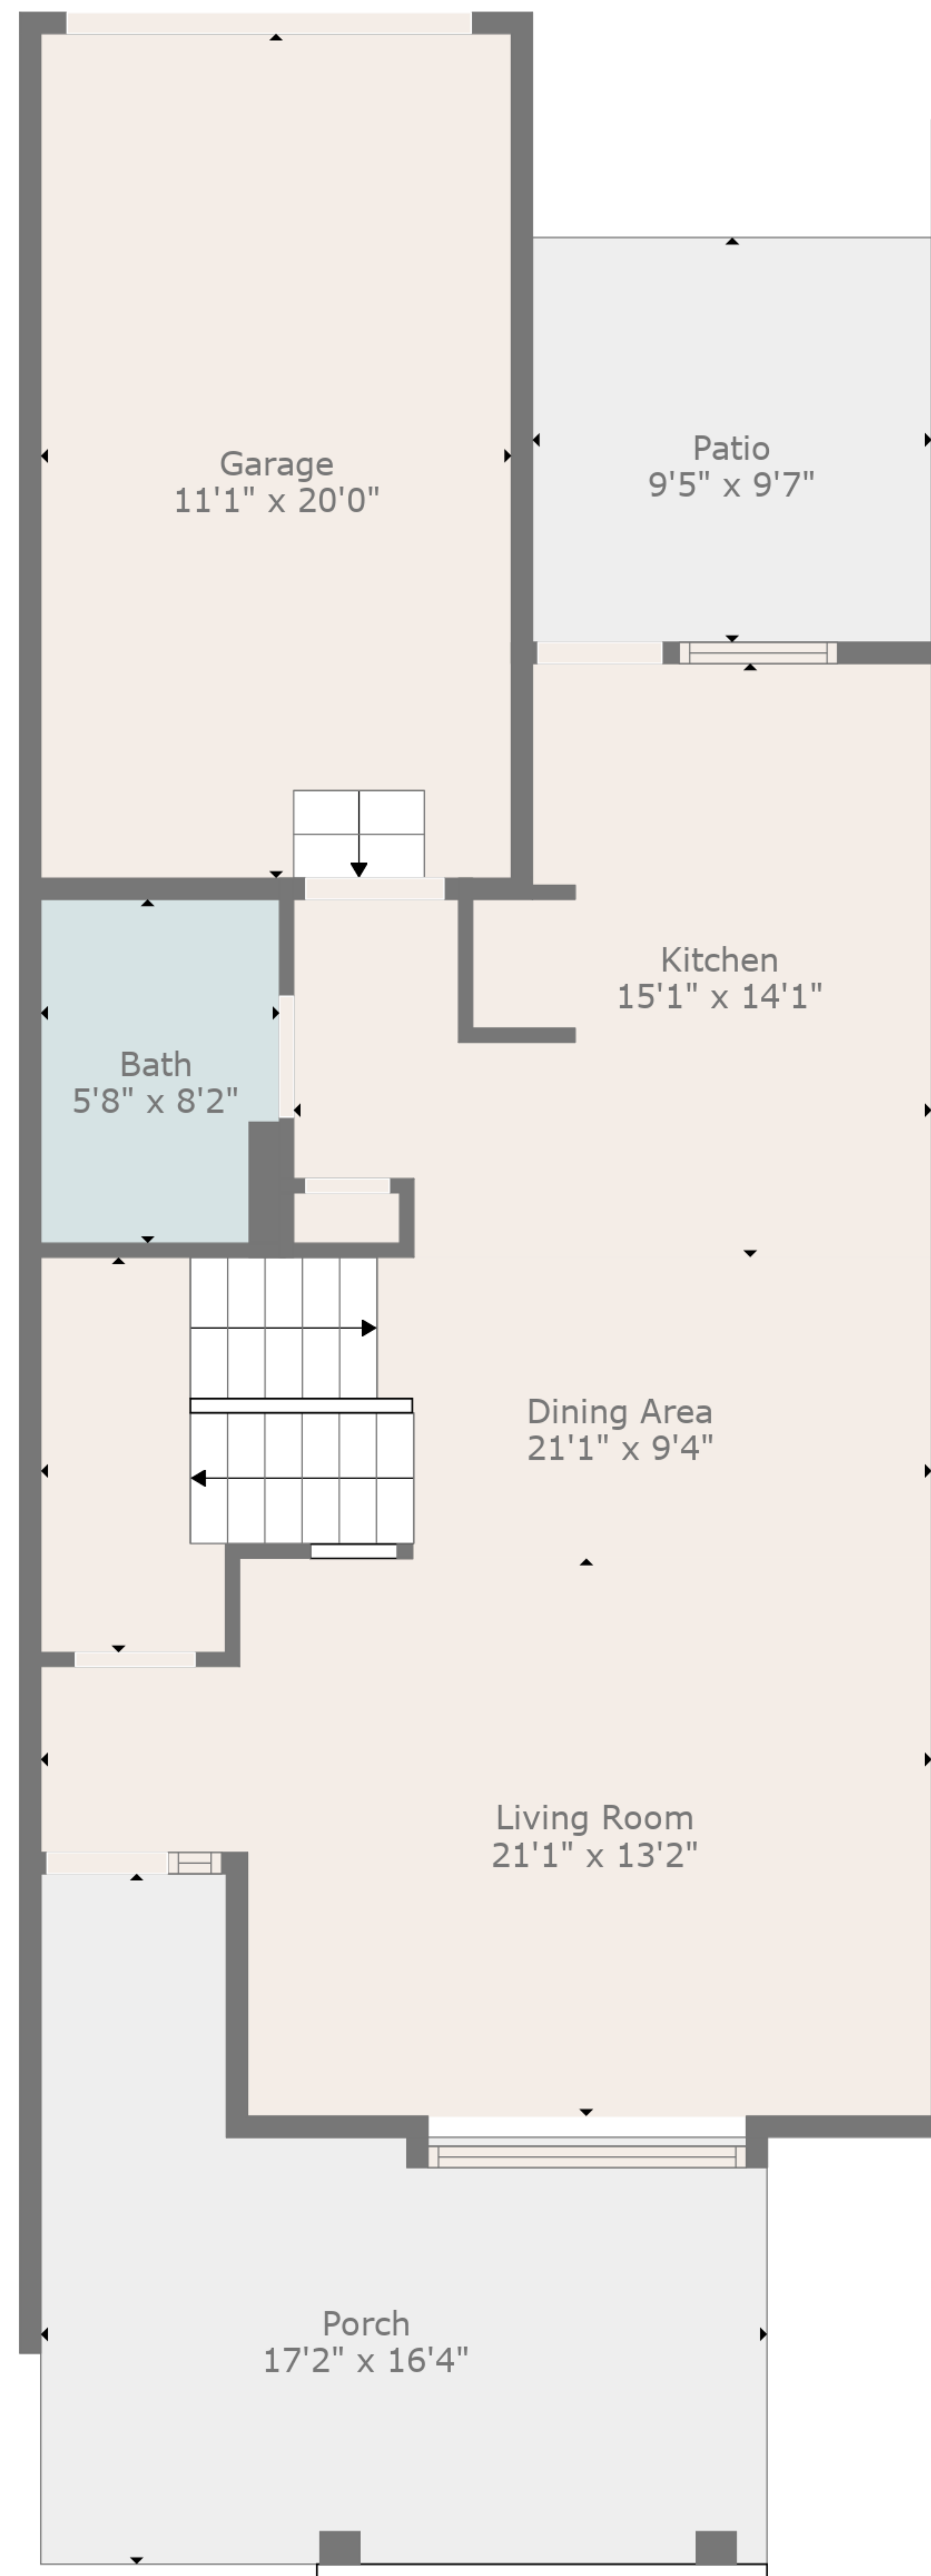 Patio
9'5" x 9'7"
Garage
11'1" x 20'0"
Kitchen
15'1" x 14'1"
Bath
5'8" x 8'2"
Dining Area
21'1" x 9'4"
Living Room
21'1" x 13'2"
Porch
17'2" x 16'4"